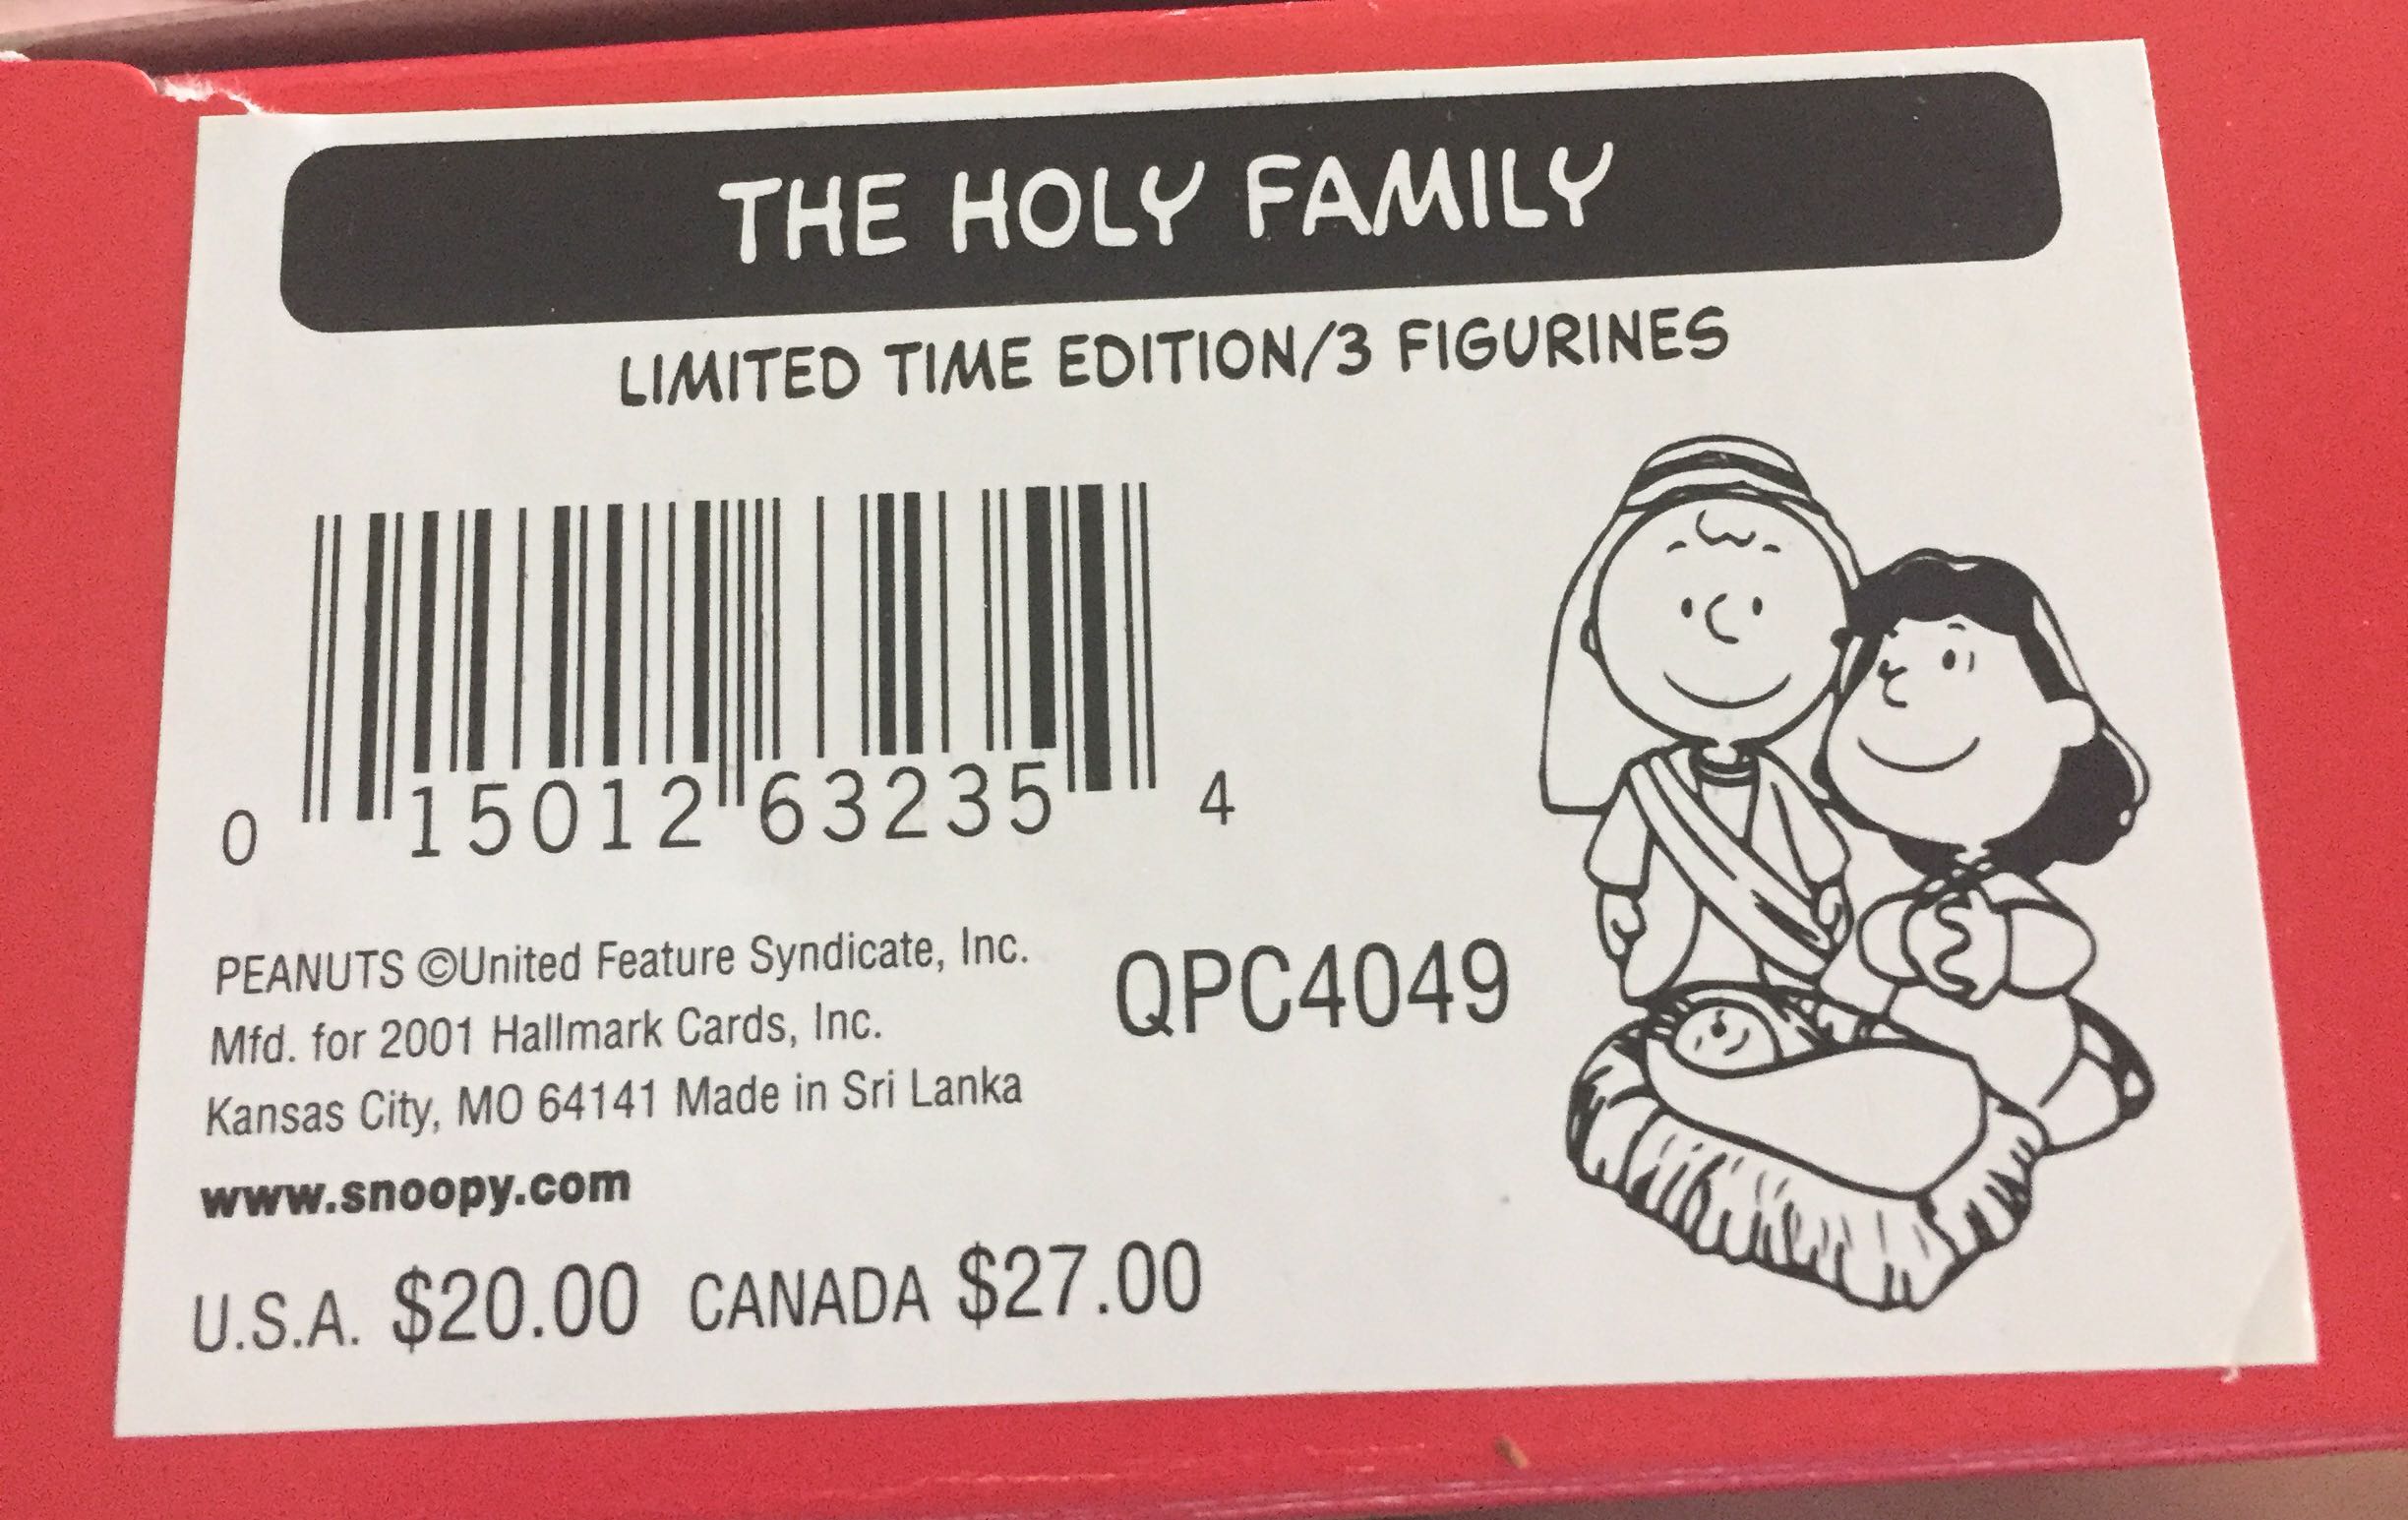 THE HOLY FAMILY
LIMITED TIME EDITION/3 FIGURINES
0 15012 63235 4
PEANUTS ©United Feature Syndicate, Inc.
Mfd. for 2001 Hallmark Cards, Inc.
Kansas City, MO 64141 Made in Sri Lanka
QPC4049
www.snoopy.com
U.S.A. $20.00 CANADA $27.00